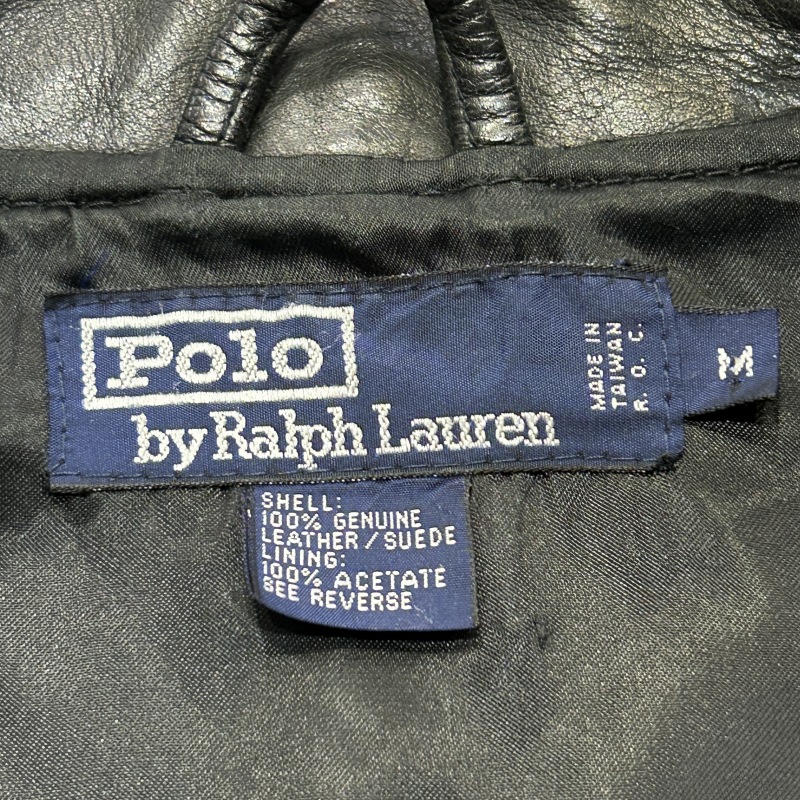 Polo
by Ralph Lauren
MADE IN
TAIWAN
R. O. C.
M
SHELL:
100% GENUINE
LEATHER/SUEDE
LINING:
100% ACETATE
SEE REVERSE